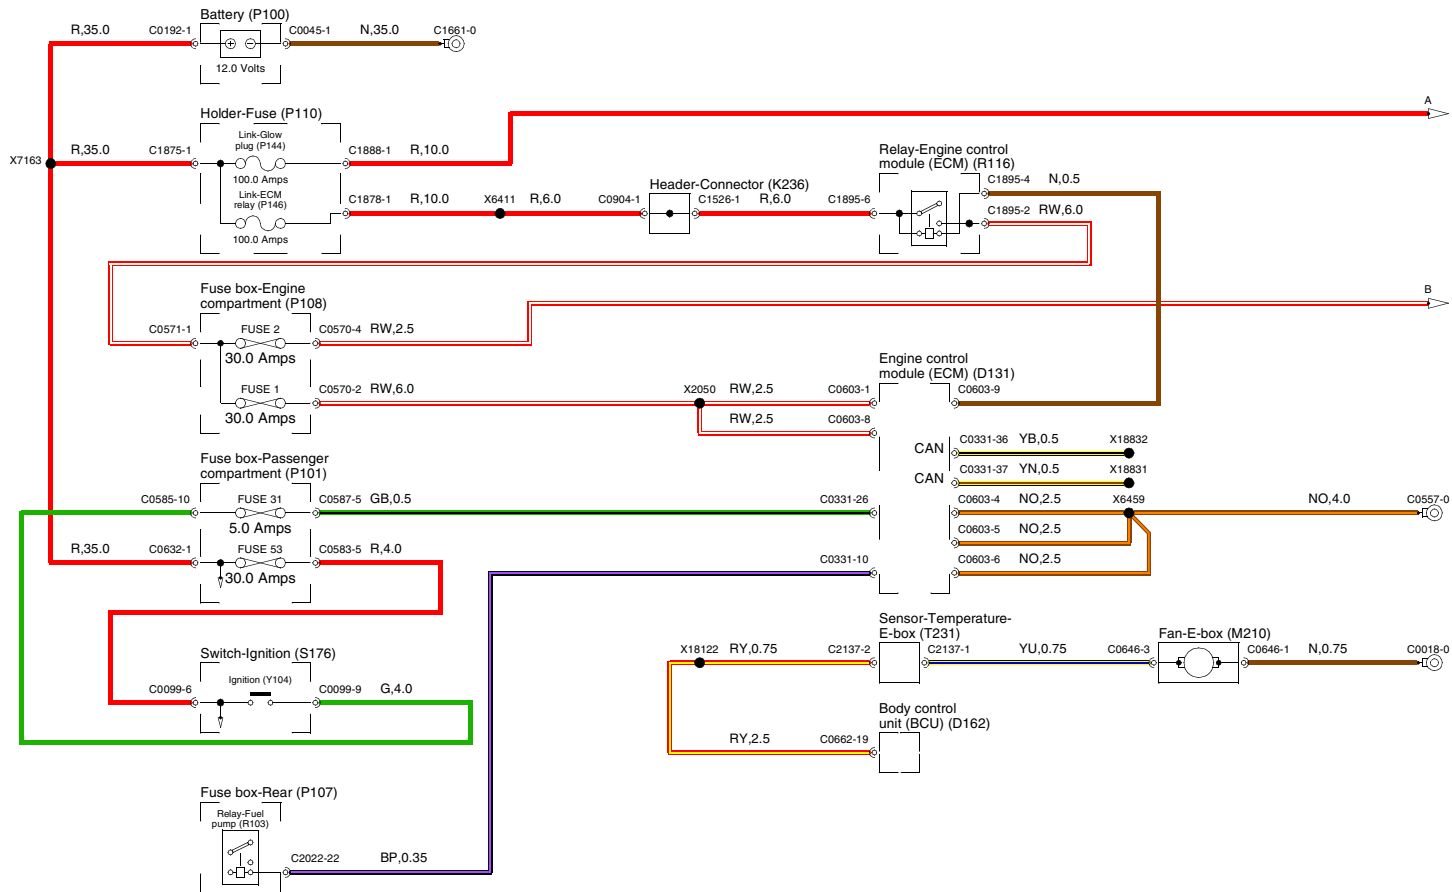 Battery (P100)
R,35.0 C0192-1 C0045-1 N,35.0 C1661-0
12.0 Volts
Holder-Fuse (P110)
A
Link-Glow
plug (P144)
X7163 R,35.0 C1875-1 C1888-1 R,10.0
100.0 Amps
Link-ECM
relay (P146)
C1878-1 R,10.0 X6411 R,6.0 C0904-1
100.0 Amps
Header-Connector (K236)
C1526-1 R,6.0 C1895-6
Relay-Engine control
module (ECM) (R116)
C1895-4 N,0.5
C1895-2 RW,6.0
Fuse box-Engine
compartment (P108)
B
C0571-1 FUSE 2 C0570-4 RW,2.5
30.0 Amps
FUSE 1 C0570-2 RW,6.0 X2050 RW,2.5 C0603-1
30.0 Amps
RW,2.5 C0603-8
Engine control
module (ECM) (D131)
C0603-9
CAN C0331-36 YB,0.5 X18832
CAN C0331-37 YN,0.5 X18831
Fuse box-Passenger
compartment (P101)
C0585-10 FUSE 31 C0587-5 GB,0.5 C0331-26 C0603-4 NO,2.5 X6459 NO,4.0 C0557-0
5.0 Amps
C0603-5 NO,2.5
R,35.0 C0632-1 FUSE 53 C0583-5 R,4.0 C0331-10 C0603-6 NO,2.5
30.0 Amps
Sensor-Temperature-
E-box (T231)
Fan-E-box (M210)
X18122 RY,0.75 C2137-2 C2137-1 YU,0.75 C0646-3 C0646-1 N,0.75 C0018-0
Switch-Ignition (S176)
Ignition (Y104)
C0099-6 C0099-9 G,4.0
Body control
unit (BCU) (D162)
RY,2.5 C0662-19
Fuse box-Rear (P107)
Relay-Fuel
pump (R103)
C2022-22 BP,0.35